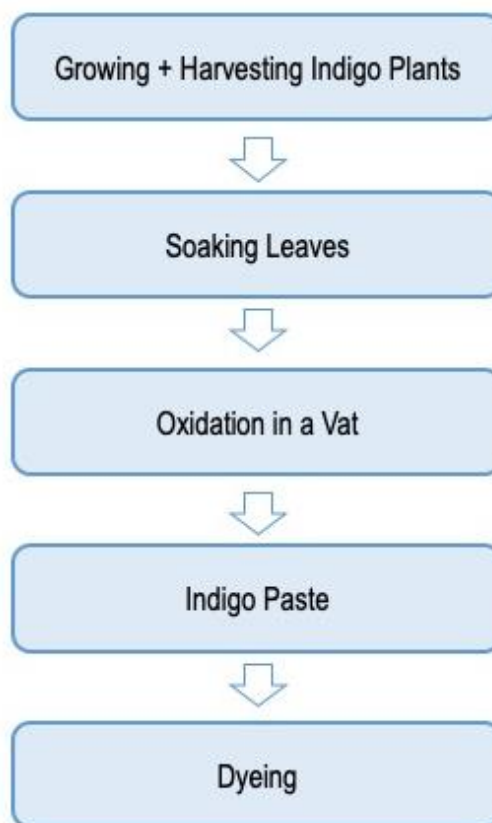 Growing + Harvesting Indigo Plants
Soaking Leaves
Oxidation in a Vat
Indigo Paste
Dyeing